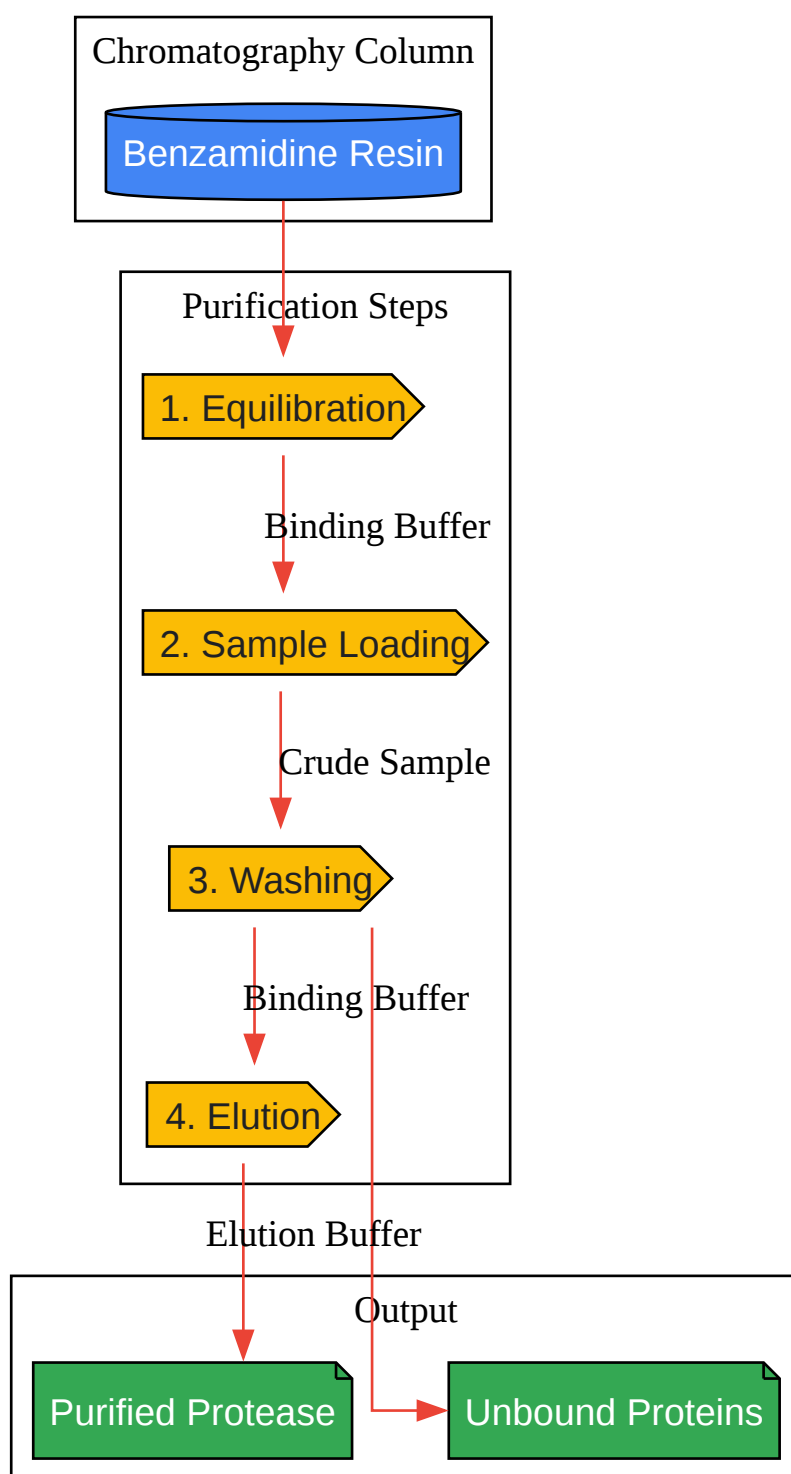 Chromatography Column
Benzamidine Resin
Purification Steps
1. Equilibration
Binding Buffer
2. Sample Loading
Crude Sample
3. Washing
Binding Buffer
4. Elution
Elution Buffer
Output
Purified Protease
Unbound Proteins